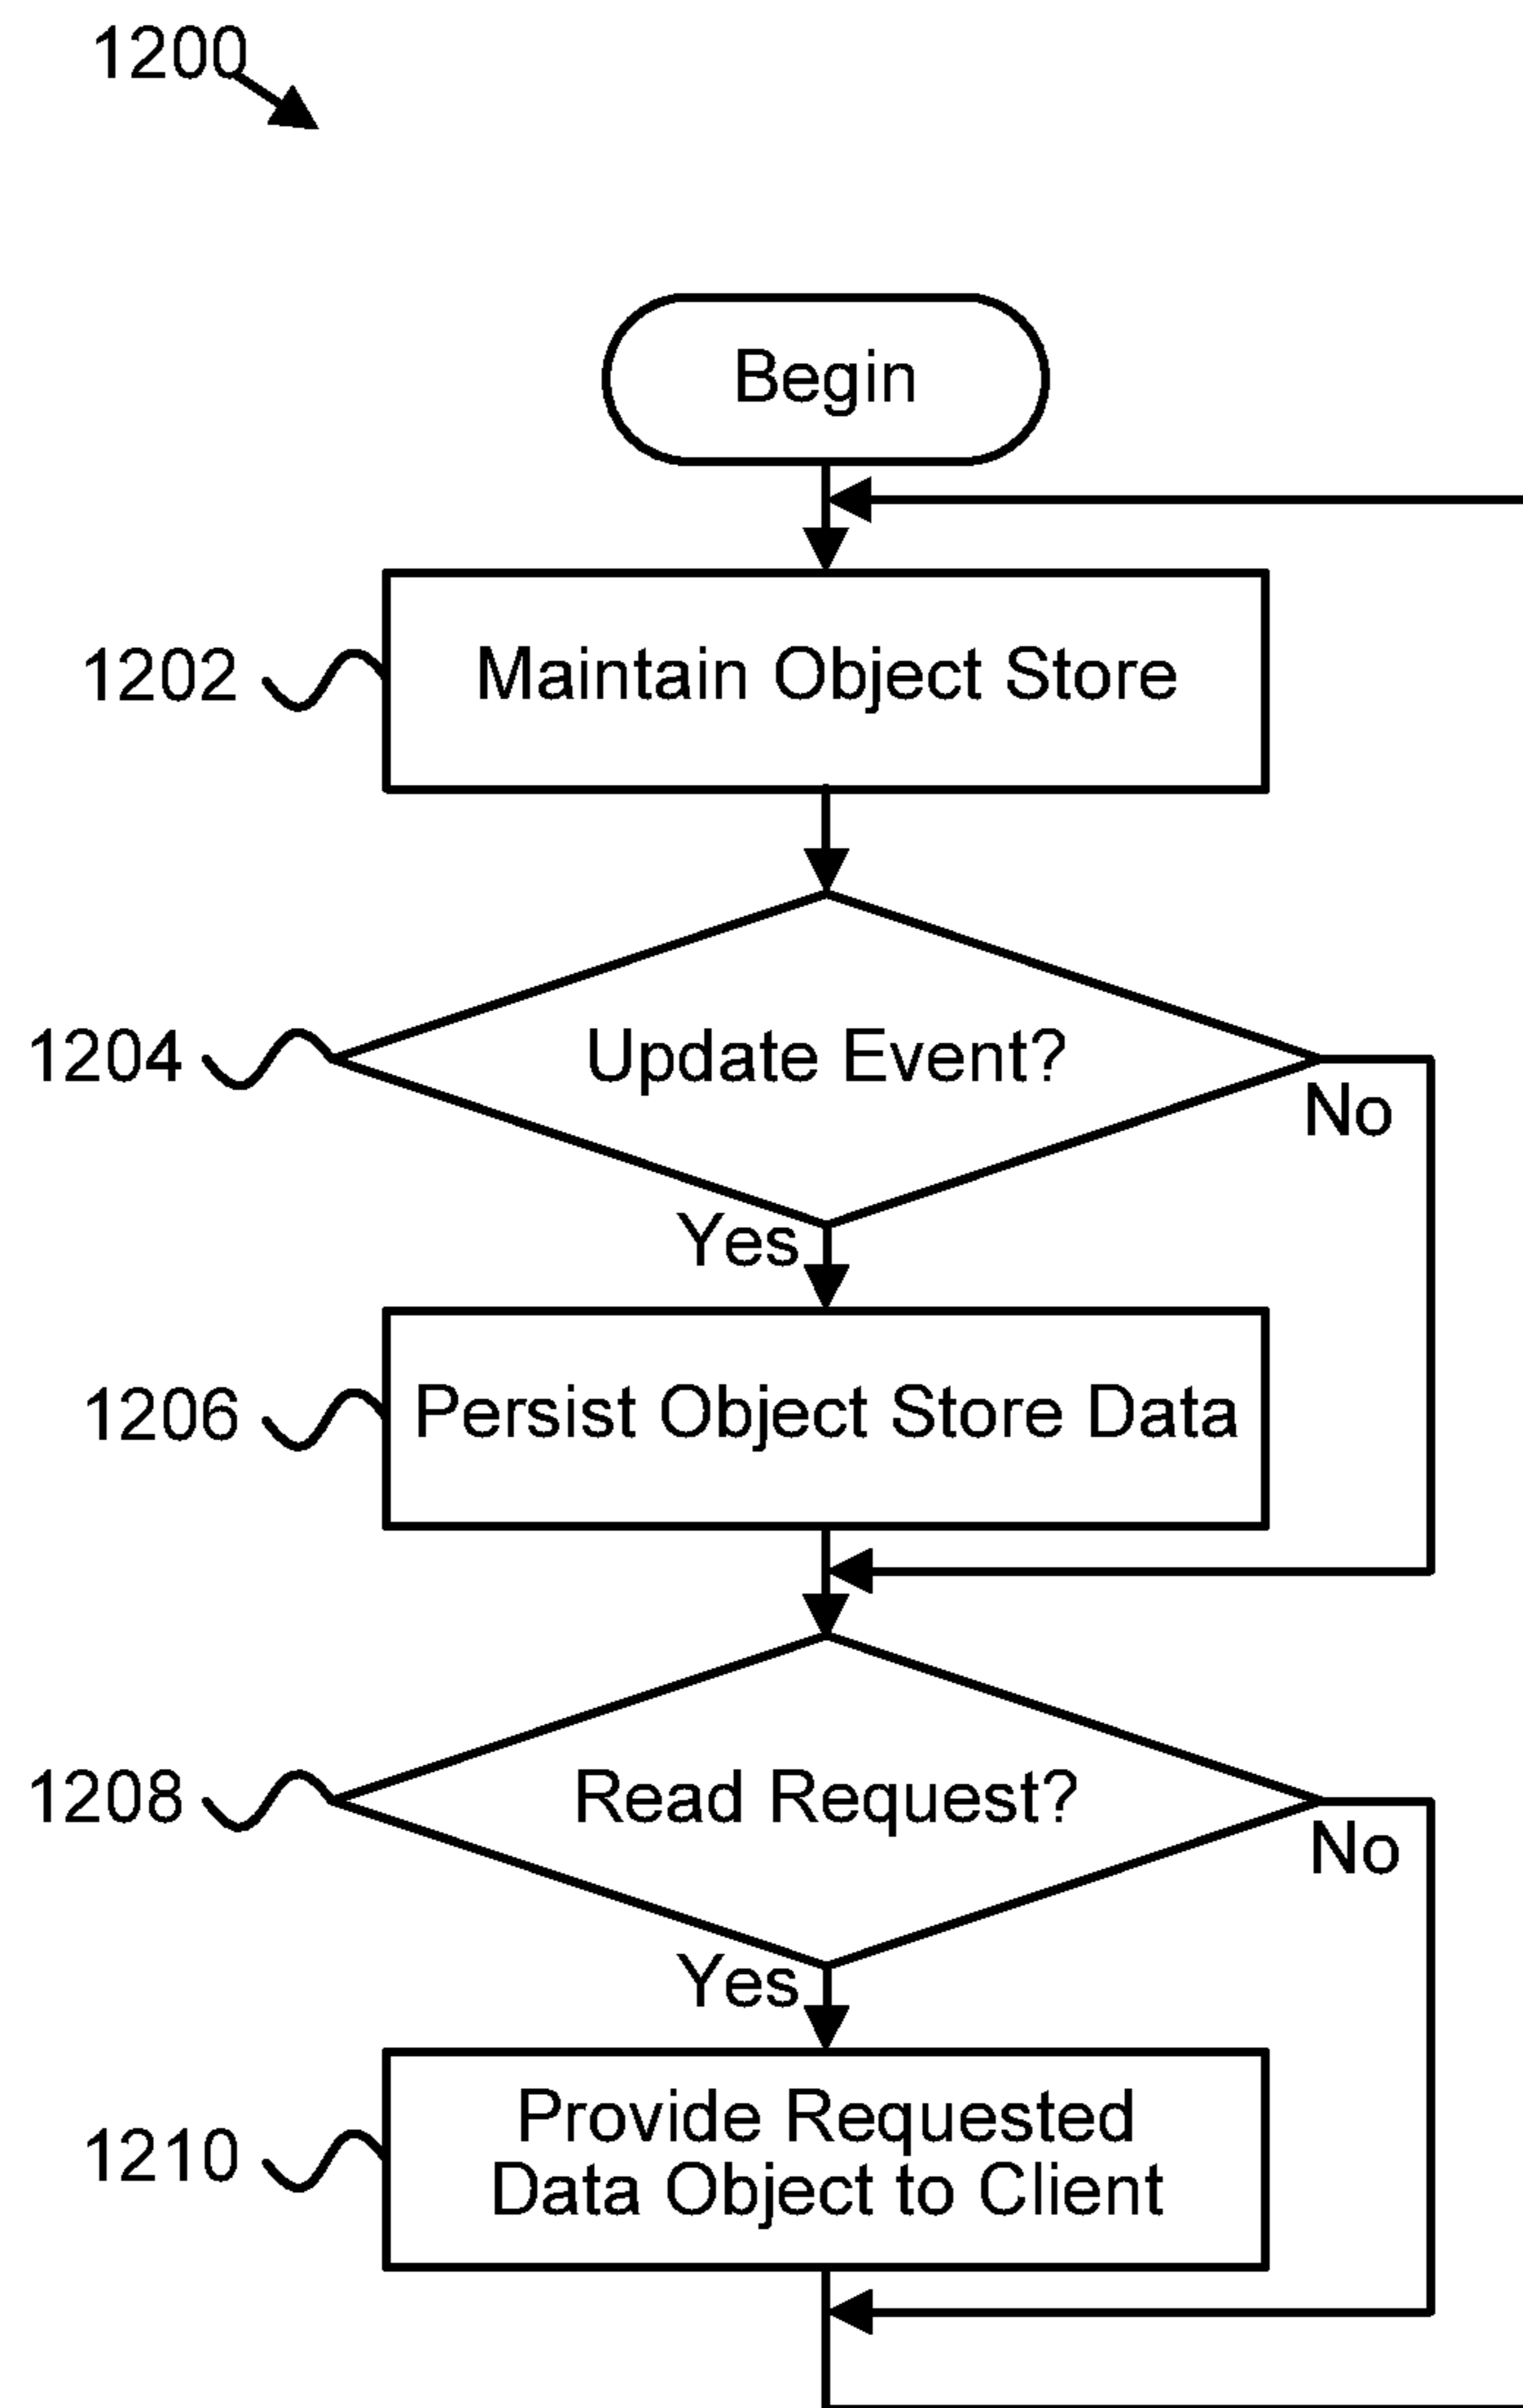 1200
Begin
1202
Maintain Object Store
1204
Update Event?
No
Yes
1206
Persist Object Store Data
1208
Read Request?
No
Yes
1210
Provide Requested
Data Object to Client